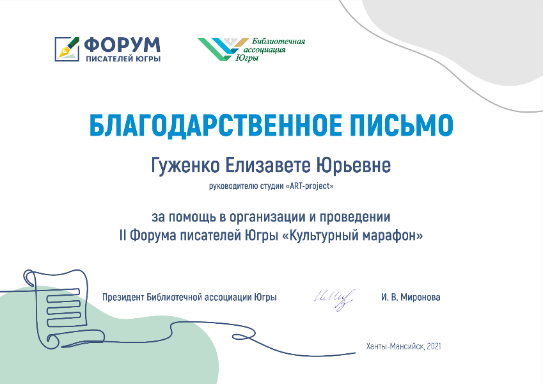 ФОРУМ
ПИСАТЕЛЕЙ ЮГРЫ
Библиотечная
ассоциация
Югры
БЛАГОДАРСТВЕННОЕ ПИСЬМО
Гуженко Елизавете Юрьевне
руководителю студии «ART-project»
за помощь в организации и проведении
II Форума писателей Югры «Культурный марафон»
Президент Библиотечной ассоциации Югры
И. В. Миронова
Ханты-Мансийск, 2021